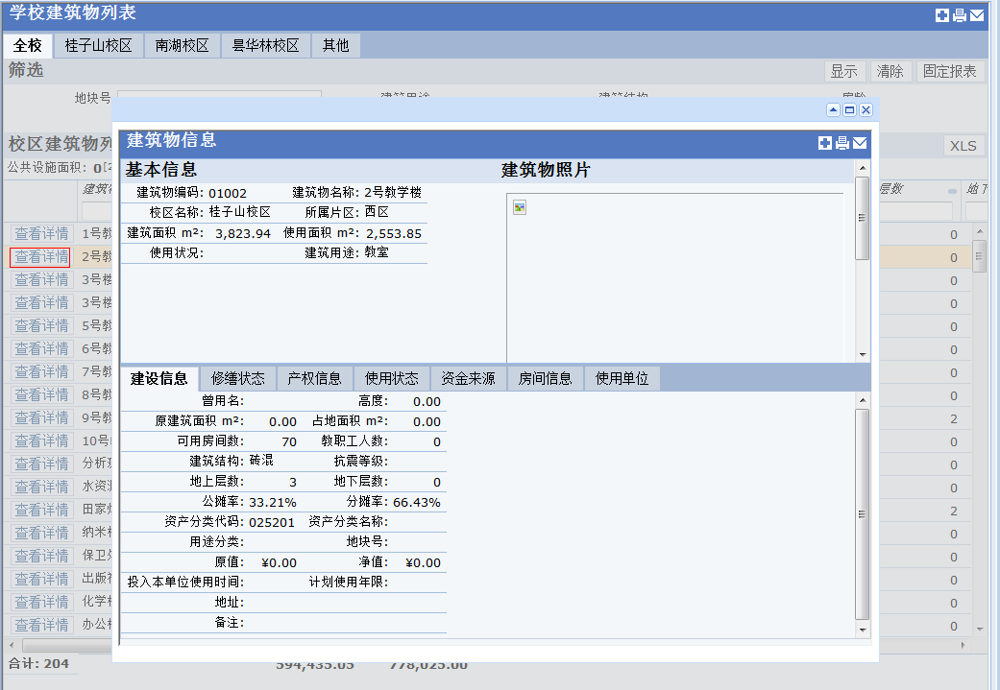 学校建筑物列表
全校 桂子山校区 南湖校区 昙华林校区 其他
筛选 显示 清除 固定报表
地块号
校区建筑物列 XLS
公共设施面积: 0
层数 地下
建筑物信息
基本信息 建筑物照片
建筑物编码: 01002 建筑物名称: 2号教学楼
校区名称: 桂子山校区 所属片区: 西区
建筑面积 m²: 3,823.94 使用面积 m²: 2,553.85
使用状况: 建筑用途: 教室
建设信息 修缮状态 产权信息 使用状态 资金来源 房间信息 使用单位
曾用名: 高度: 0.00
原建筑面积 m²: 0.00 占地面积 m²: 0.00
可用房间数: 70 教职工人数: 0
建筑结构: 砖混 抗震等级:
地上层数: 3 地下层数: 0
公摊率: 33.21% 分摊率: 66.43%
资产分类代码: 025201 资产分类名称:
用途分类: 地块号:
原值: ¥0.00 净值: ¥0.00
投入本单位使用时间: 计划使用年限:
地址:
备注:
查看详情 1号教 0
查看详情 2号教 0
查看详情 3号楼 0
查看详情 3号楼 0
查看详情 5号教 0
查看详情 6号教 0
查看详情 7号教 0
查看详情 8号教 0
查看详情 9号教 2
查看详情 10号 0
查看详情 分析 0
查看详情 水资 0
查看详情 田家 2
查看详情 纳米 0
查看详情 保卫 0
查看详情 出版 0
查看详情 化学 0
查看详情 办公 0
合计: 204 594,435.05 778,025.00